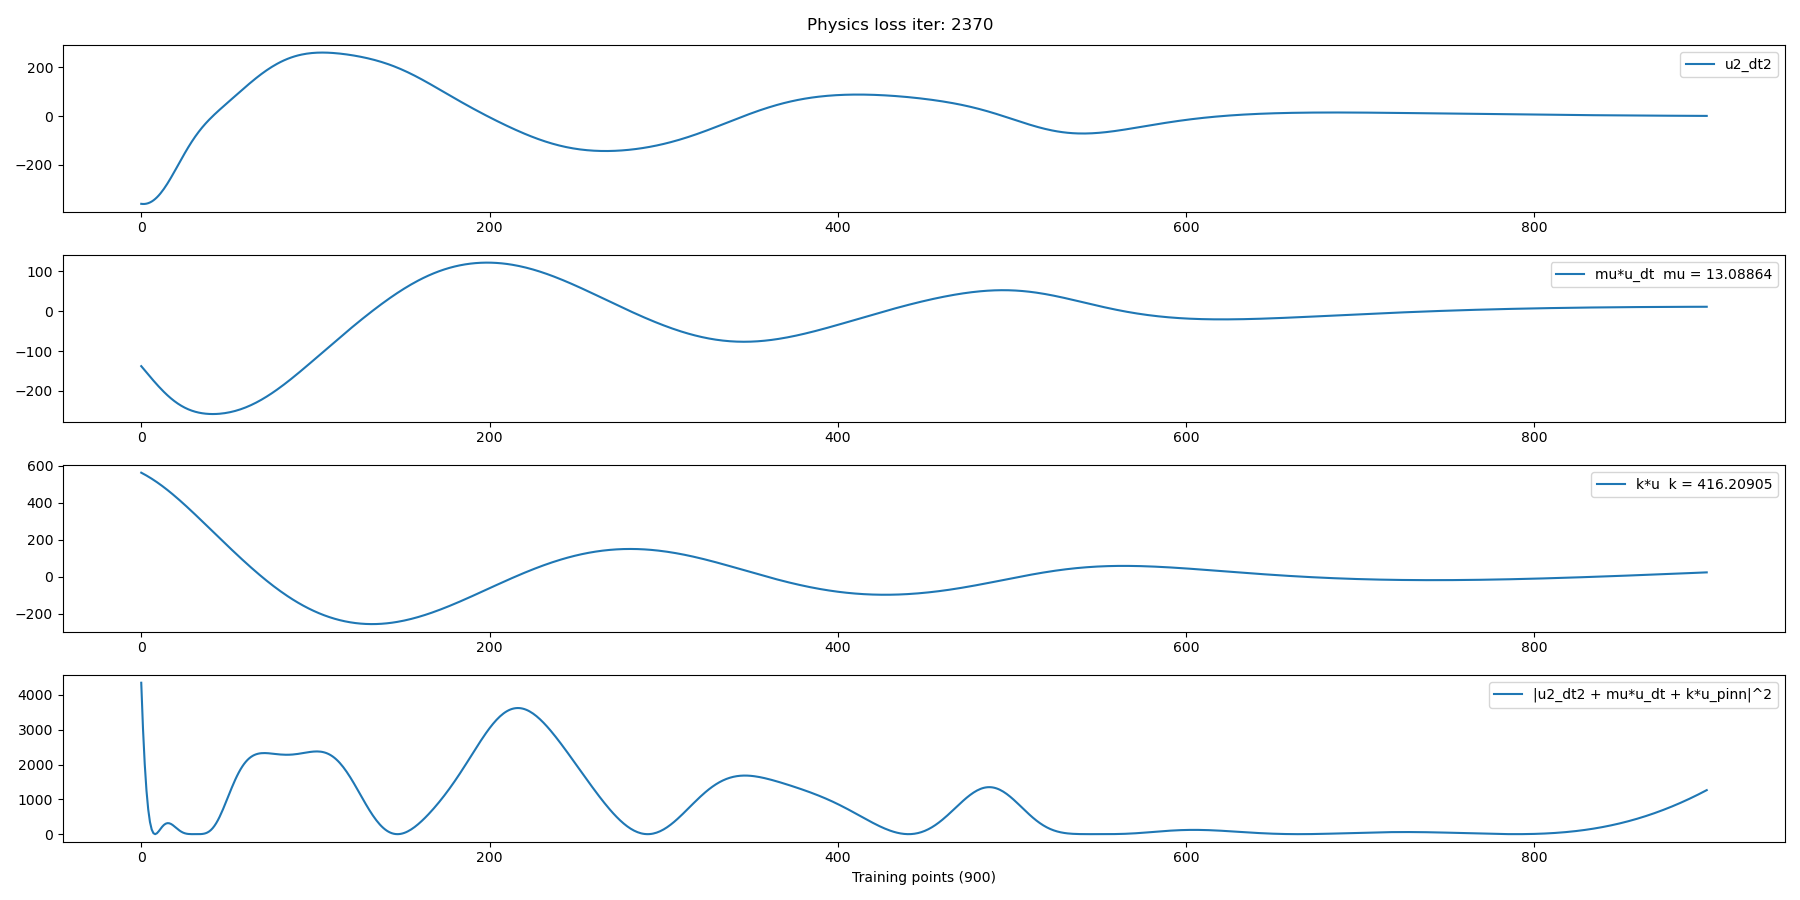 Physics loss iter: 2370
200
0
−200
u2_dt2
0 200 400 600 800
100
0
−100
−200
mu*u_dt  mu = 13.08864
0 200 400 600 800
600
400
200
0
−200
k*u  k = 416.20905
0 200 400 600 800
4000
3000
2000
1000
0
|u2_dt2 + mu*u_dt + k*u_pinn|^2
0 200 400 600 800
Training points (900)